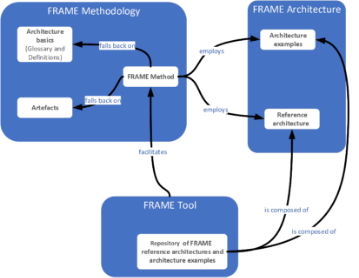 FRAME Methodology
Architecture
basics
(Glossary and
Definitions)
falls back on
FRAME Method
Artefacts
falls back on
employs
employs
FRAME Architecture
Architecture
examples
Reference
architecture
facilitates
is composed of
is composed of
FRAME Tool
Repository of FRAME
reference architectures and
architecture examples